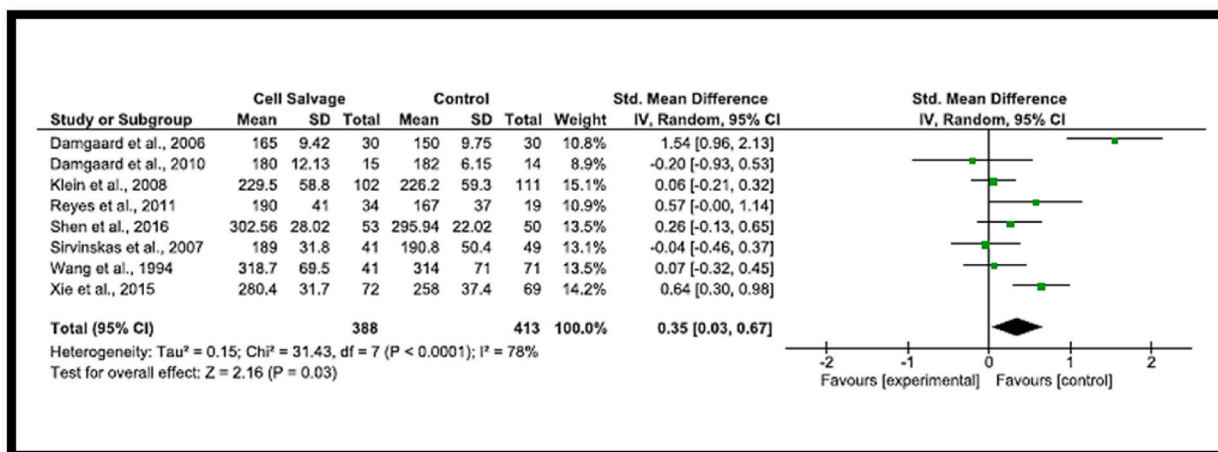 Cell Salvage Control Std. Mean Difference Std. Mean Difference
Study or Subgroup Mean SD Total Mean SD Total Weight IV, Random, 95% CI IV, Random, 95% CI
Damgaard et al., 2006 165 9.42 30 150 9.75 30 10.8% 1.54 [0.96, 2.13]
Damgaard et al., 2010 180 12.13 15 182 6.15 14 8.9% -0.20 [-0.93, 0.53]
Klein et al., 2008 229.5 58.8 102 226.2 59.3 111 15.1% 0.06 [-0.21, 0.32]
Reyes et al., 2011 190 41 34 167 37 19 10.9% 0.57 [-0.00, 1.14]
Shen et al., 2016 302.56 28.02 53 295.94 22.02 50 13.5% 0.26 [-0.13, 0.65]
Sirvinskas et al., 2007 189 31.8 41 190.8 50.4 49 13.1% -0.04 [-0.46, 0.37]
Wang et al., 1994 318.7 69.5 41 314 71 71 13.5% 0.07 [-0.32, 0.45]
Xie et al., 2015 280.4 31.7 72 258 37.4 69 14.2% 0.64 [0.30, 0.98]
Total (95% CI) 388 413 100.0% 0.35 [0.03, 0.67]
Heterogeneity: Tau² = 0.15; Chi² = 31.43, df = 7 (P < 0.0001); I² = 78%
Test for overall effect: Z = 2.16 (P = 0.03)
-2 -1 0 1 2
Favours [experimental] Favours [control]